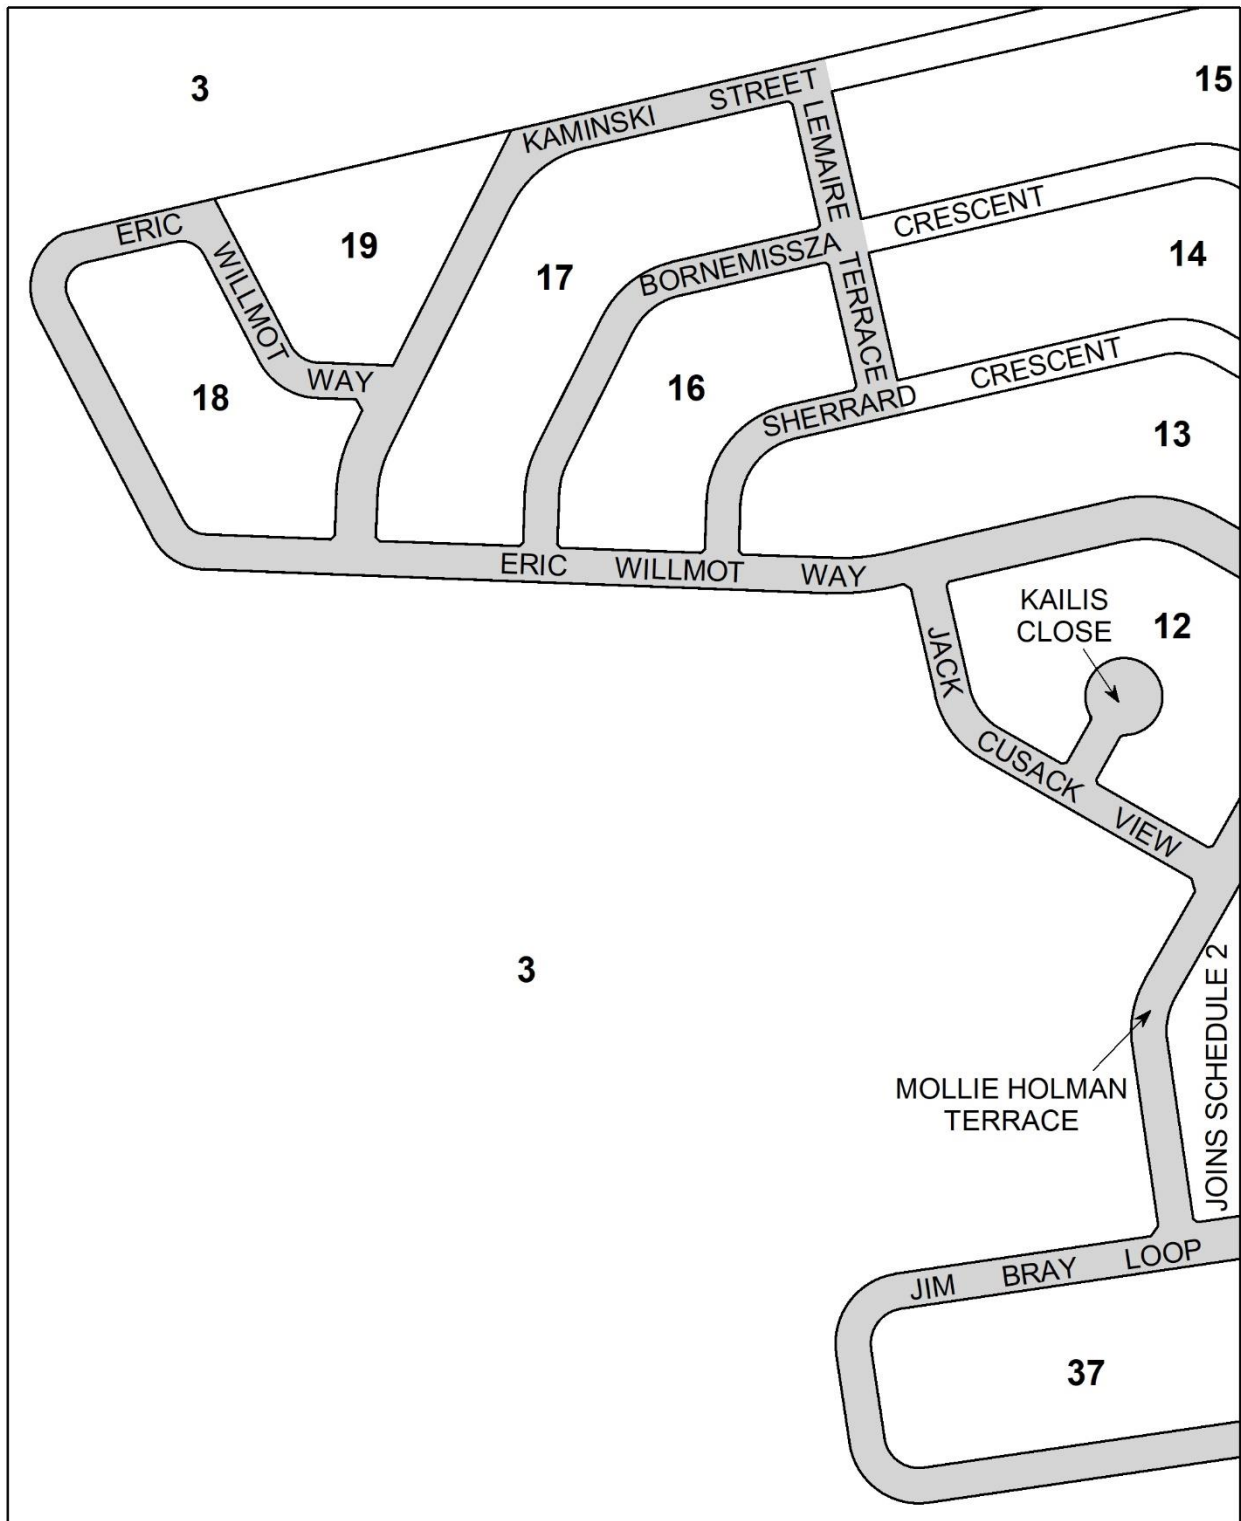 3
15
KAMINSKI STREET
LEMAIRE TERRACE
CRESCENT
ERIC WILLMOT WAY
19
17
BORNEMISSZA
14
18
16
SHERRARD CRESCENT
13
ERIC WILLMOT WAY
KAILIS
CLOSE
12
JACK CUSACK VIEW
3
JOINS SCHEDULE 2
MOLLIE HOLMAN
TERRACE
JIM BRAY LOOP
37